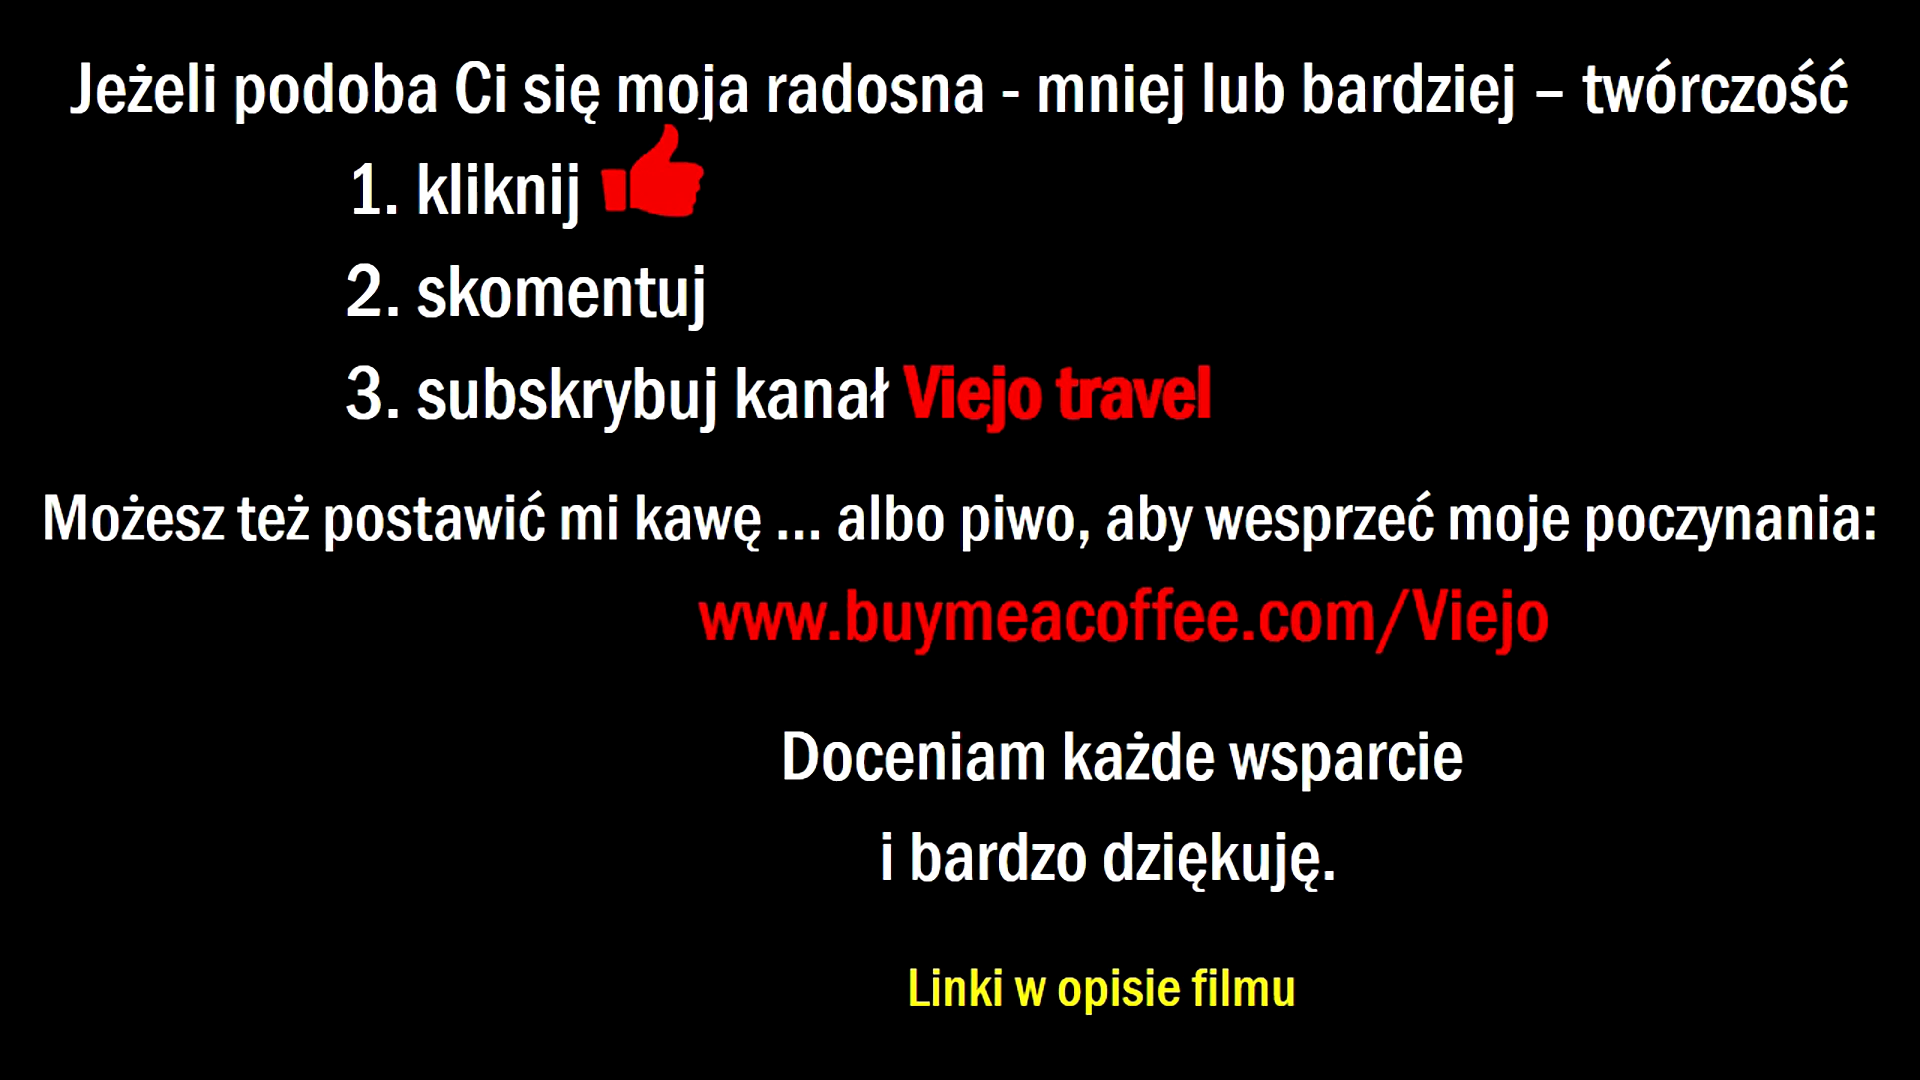 Jeżeli podoba Ci się moja radosna - mniej lub bardziej – twórczość
1. kliknij
2. skomentuj
3. subskrybuj kanał Viejo travel
Możesz też postawić mi kawę ... albo piwo, aby wesprzeć moje poczynania:
www.buymeacoffee.com/Viejo
Doceniam każde wsparcie
i bardzo dziękuję.
Linki w opisie filmu